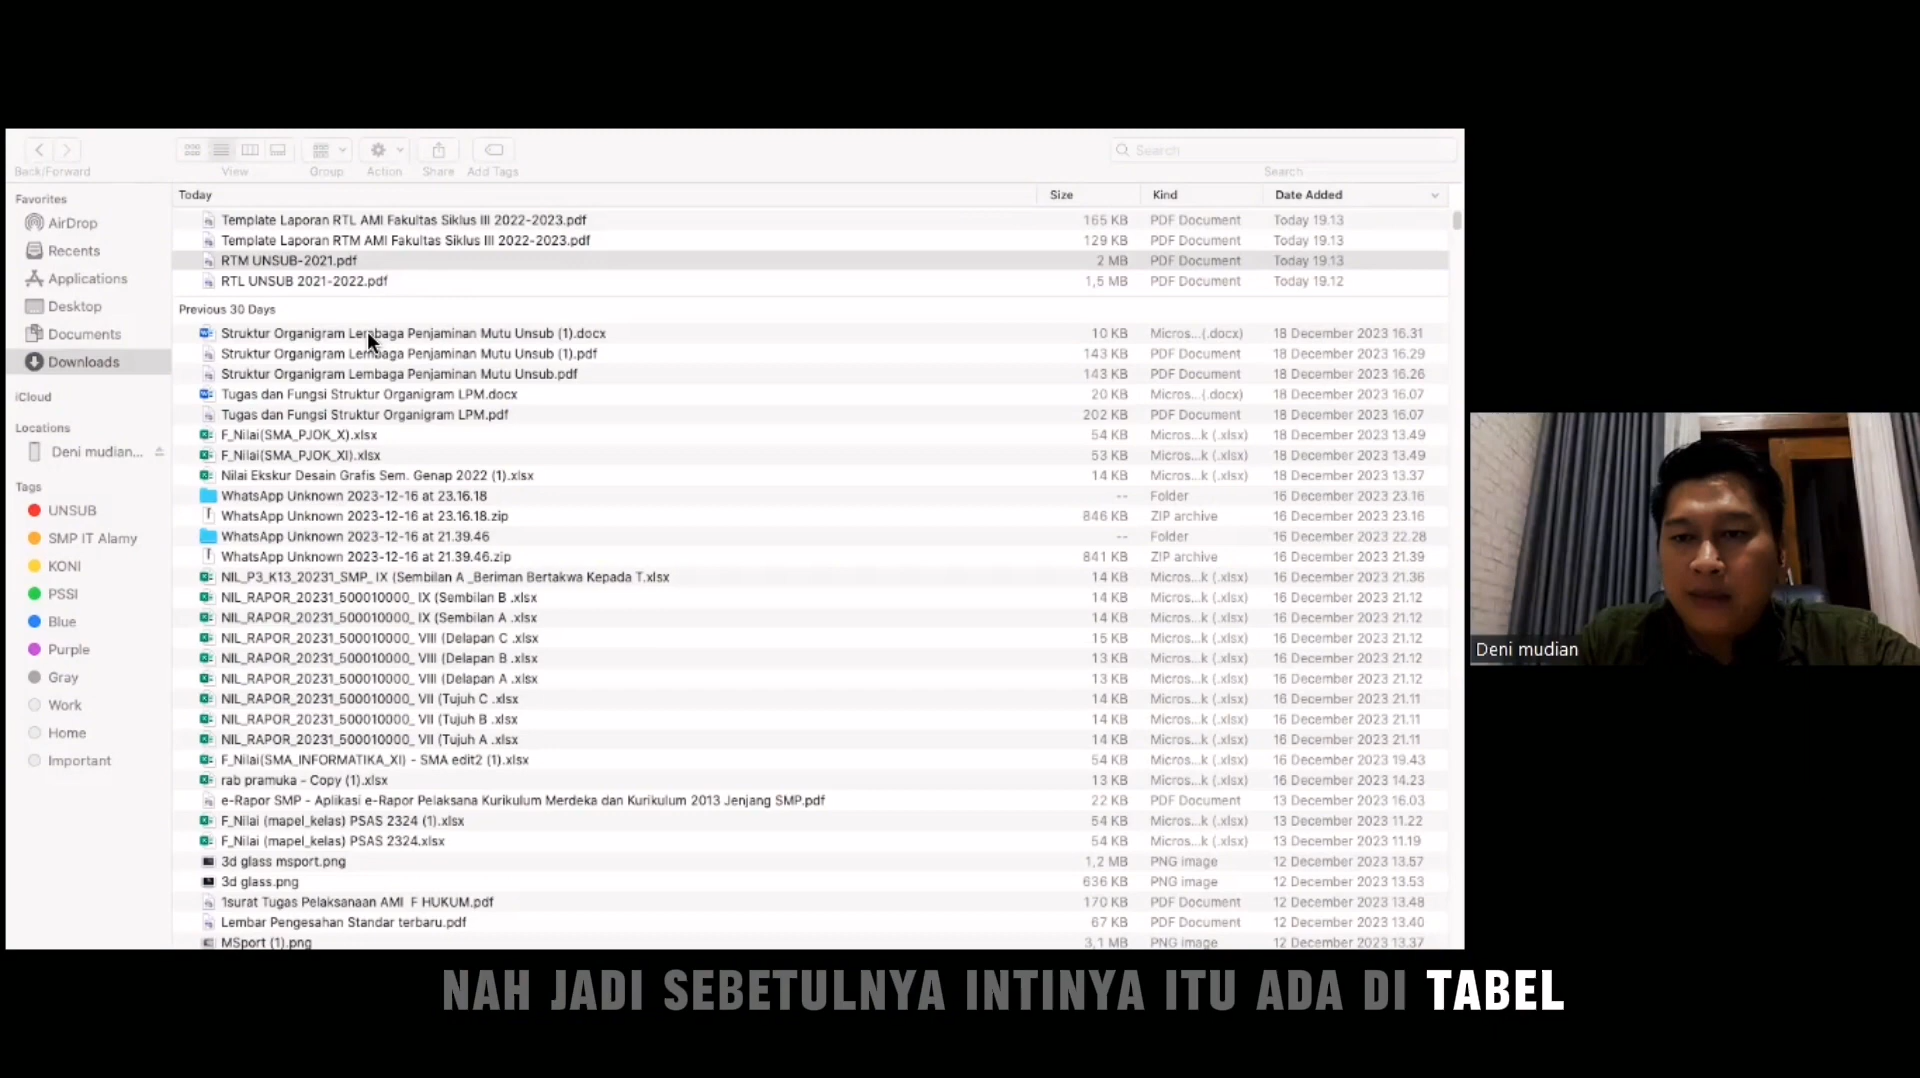 Back/Forward
View
Group
Action
Share
Add Tags
Search
Search
Favorites
AirDrop
Recents
Applications
Desktop
Documents
Downloads
iCloud
Locations
Deni mudian...
Tags
UNSUB
SMP IT Alamy
KONI
PSSI
Blue
Purple
Gray
Work
Home
Important
Today Size Kind Date Added
Template Laporan RTL AMI Fakultas Siklus III 2022-2023.pdf 165 KB PDF Document Today 19.13
Template Laporan RTM AMI Fakultas Siklus III 2022-2023.pdf 129 KB PDF Document Today 19.13
RTM UNSUB-2021.pdf 2 MB PDF Document Today 19.13
RTL UNSUB 2021-2022.pdf 1,5 MB PDF Document Today 19.12
Previous 30 Days
Struktur Organigram Lembaga Penjaminan Mutu Unsub (1).docx 10 KB Micros...(.docx) 18 December 2023 16.31
Struktur Organigram Lembaga Penjaminan Mutu Unsub (1).pdf 143 KB PDF Document 18 December 2023 16.29
Struktur Organigram Lembaga Penjaminan Mutu Unsub.pdf 143 KB PDF Document 18 December 2023 16.26
Tugas dan Fungsi Struktur Organigram LPM.docx 20 KB Micros...(.docx) 18 December 2023 16.07
Tugas dan Fungsi Struktur Organigram LPM.pdf 202 KB PDF Document 18 December 2023 16.07
F_Nilai(SMA_PJOK_X).xlsx 54 KB Micros...k (.xlsx) 18 December 2023 13.49
F_Nilai(SMA_PJOK_XI).xlsx 53 KB Micros...k (.xlsx) 18 December 2023 13.49
Nilai Ekskur Desain Grafis Sem. Genap 2022 (1).xlsx 14 KB Micros...k (.xlsx) 18 December 2023 13.37
WhatsApp Unknown 2023-12-16 at 23.16.18 -- Folder 16 December 2023 23.16
WhatsApp Unknown 2023-12-16 at 23.16.18.zip 846 KB ZIP archive 16 December 2023 23.16
WhatsApp Unknown 2023-12-16 at 21.39.46 -- Folder 16 December 2023 22.28
WhatsApp Unknown 2023-12-16 at 21.39.46.zip 841 KB ZIP archive 16 December 2023 21.39
NIL_P3_K13_20231_SMP_ IX (Sembilan A _Beriman Bertakwa Kepada T.xlsx 14 KB Micros...k (.xlsx) 16 December 2023 21.36
NIL_RAPOR_20231_500010000_ IX (Sembilan B .xlsx 14 KB Micros...k (.xlsx) 16 December 2023 21.12
NIL_RAPOR_20231_500010000_ IX (Sembilan A .xlsx 14 KB Micros...k (.xlsx) 16 December 2023 21.12
NIL_RAPOR_20231_500010000_ VIII (Delapan C .xlsx 15 KB Micros...k (.xlsx) 16 December 2023 21.12
NIL_RAPOR_20231_500010000_ VIII (Delapan B .xlsx 13 KB Micros...k (.xlsx) 16 December 2023 21.12
NIL_RAPOR_20231_500010000_ VIII (Delapan A .xlsx 13 KB Micros...k (.xlsx) 16 December 2023 21.12
NIL_RAPOR_20231_500010000_ VII (Tujuh C .xlsx 14 KB Micros...k (.xlsx) 16 December 2023 21.11
NIL_RAPOR_20231_500010000_ VII (Tujuh B .xlsx 14 KB Micros...k (.xlsx) 16 December 2023 21.11
NIL_RAPOR_20231_500010000_ VII (Tujuh A .xlsx 14 KB Micros...k (.xlsx) 16 December 2023 21.11
F_Nilai(SMA_INFORMATIKA_XI) - SMA edit2 (1).xlsx 54 KB Micros...k (.xlsx) 16 December 2023 19.43
rab pramuka - Copy (1).xlsx 13 KB Micros...k (.xlsx) 16 December 2023 14.23
e-Rapor SMP - Aplikasi e-Rapor Pelaksana Kurikulum Merdeka dan Kurikulum 2013 Jenjang SMP.pdf 22 KB PDF Document 13 December 2023 16.03
F_Nilai (mapel_kelas) PSAS 2324 (1).xlsx 54 KB Micros...k (.xlsx) 13 December 2023 11.22
F_Nilai (mapel_kelas) PSAS 2324.xlsx 54 KB Micros...k (.xlsx) 13 December 2023 11.19
3d glass msport.png 1,2 MB PNG image 12 December 2023 13.57
3d glass.png 636 KB PNG image 12 December 2023 13.53
1surat Tugas Pelaksanaan AMI F HUKUM.pdf 170 KB PDF Document 12 December 2023 13.48
Lembar Pengesahan Standar terbaru.pdf 67 KB PDF Document 12 December 2023 13.40
MSport (1).png 3,1 MB PNG image 12 December 2023 13.37
Deni mudian
NAH JADI SEBETULNYA INTINYA ITU ADA DI TABEL